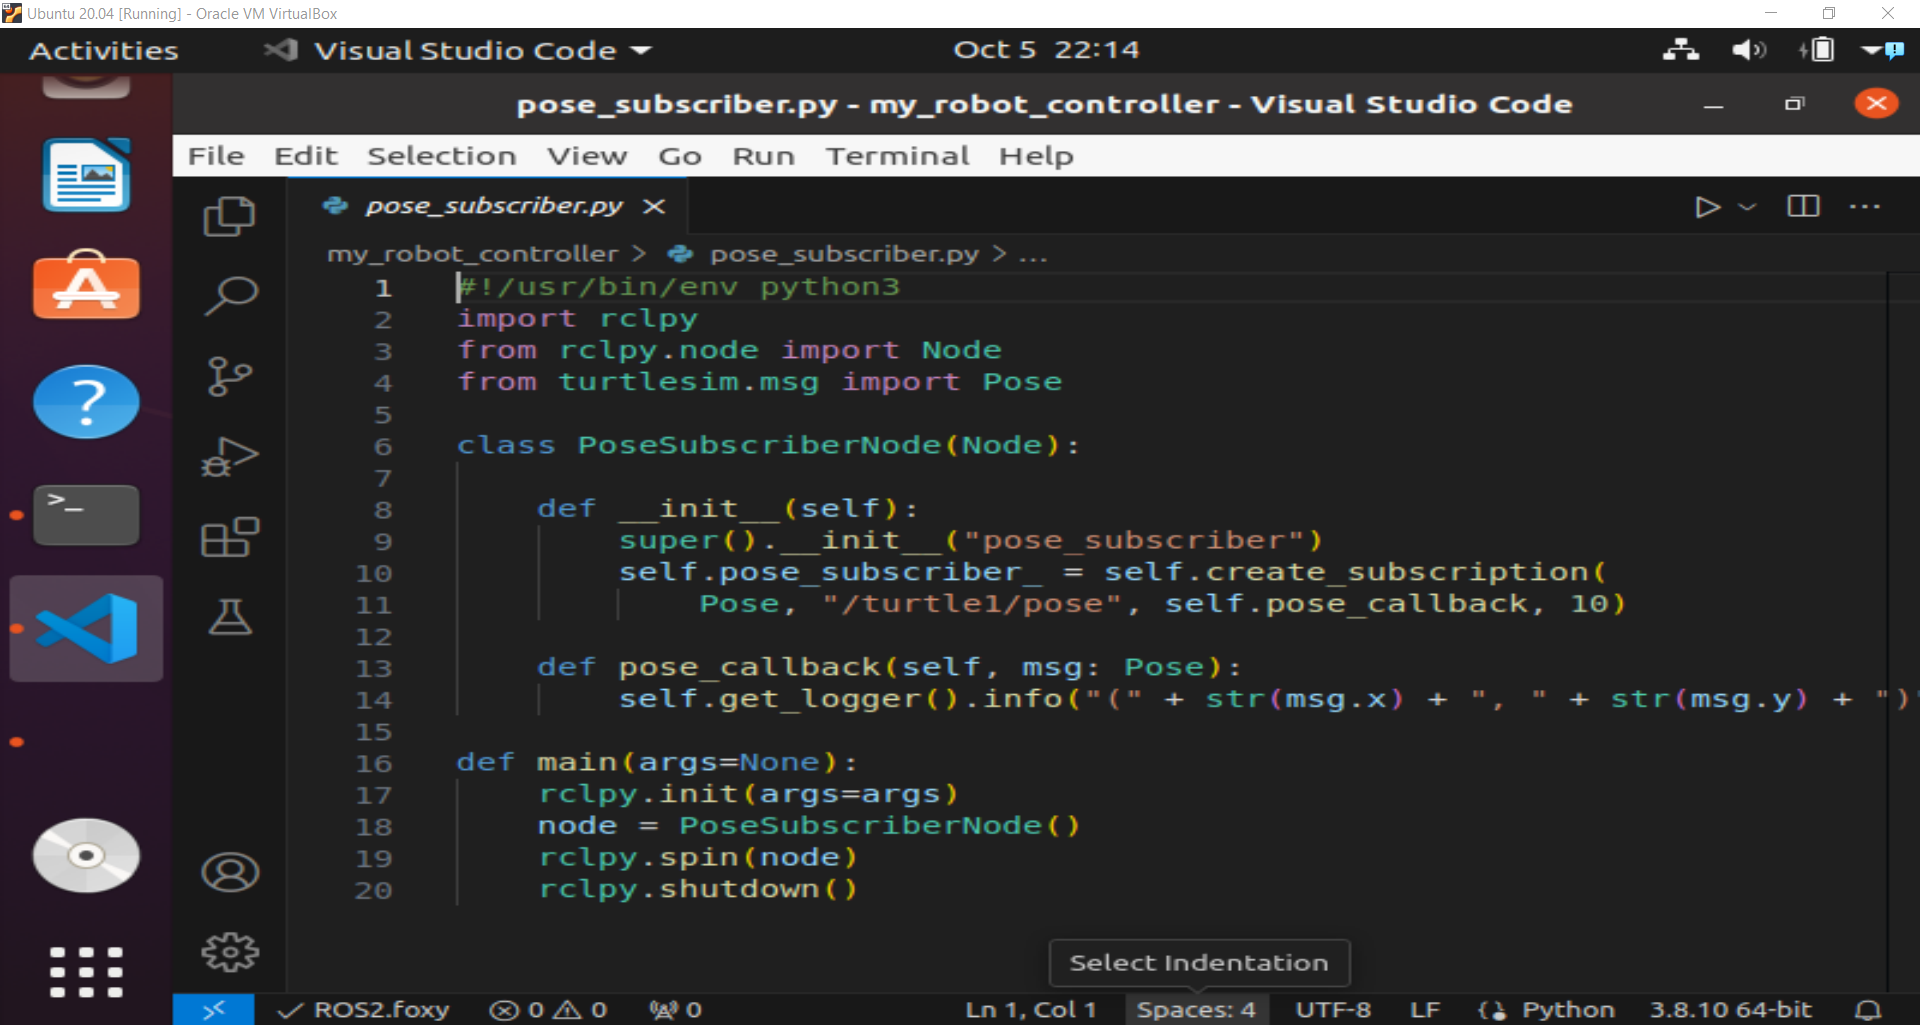 Ubuntu 20.04 [Running] - Oracle VM VirtualBox
Activities Visual Studio Code Oct 5 22:14
pose_subscriber.py - my_robot_controller - Visual Studio Code
File Edit Selection View Go Run Terminal Help
pose_subscriber.py
my_robot_controller > pose_subscriber.py > ...
1 #!/usr/bin/env python3
2 import rclpy
3 from rclpy.node import Node
4 from turtlesim.msg import Pose
5
6 class PoseSubscriberNode(Node):
7
8 def __init__(self):
9 super().__init__("pose_subscriber")
10 self.pose_subscriber_ = self.create_subscription(
11 Pose, "/turtle1/pose", self.pose_callback, 10)
12
13 def pose_callback(self, msg: Pose):
14 self.get_logger().info("(" + str(msg.x) + ", " + str(msg.y) + ")"
15
16 def main(args=None):
17 rclpy.init(args=args)
18 node = PoseSubscriberNode()
19 rclpy.spin(node)
20 rclpy.shutdown()
Select Indentation
ROS2.foxy 0 0 0 Ln 1, Col 1 Spaces: 4 UTF-8 LF Python 3.8.10 64-bit